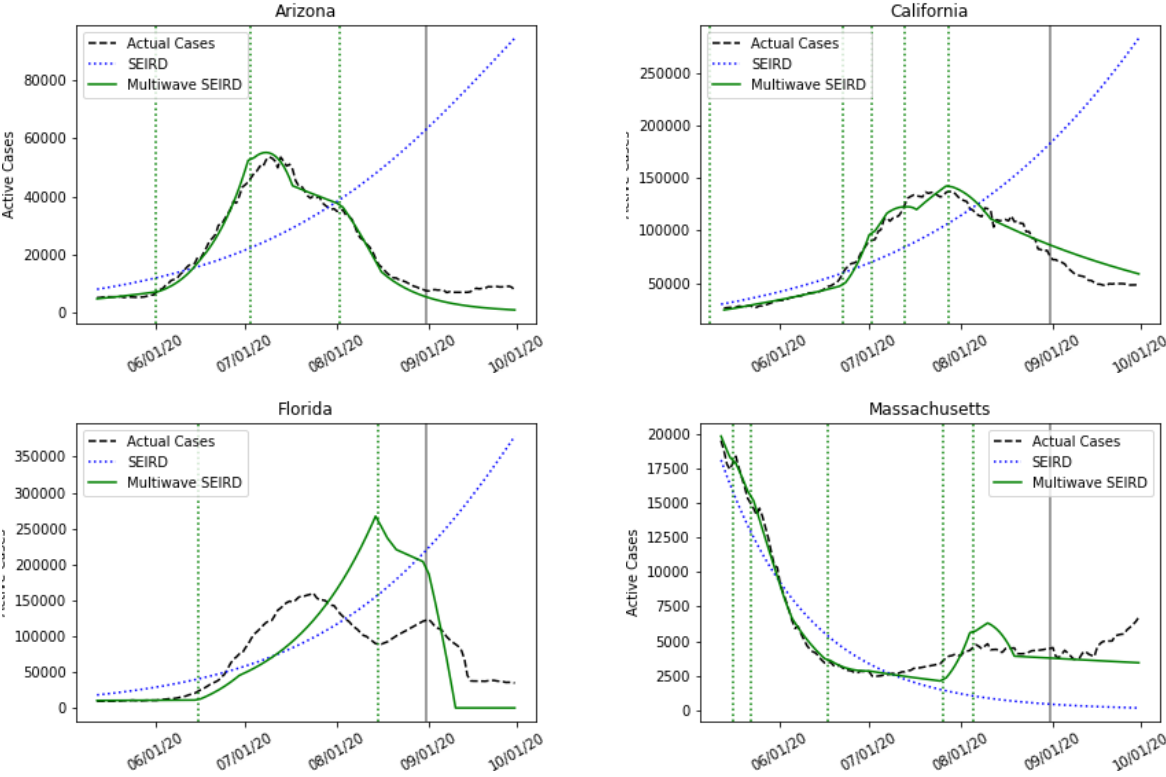 Arizona
Actual Cases
SEIRD
Multiwave SEIRD
Active Cases
80000
60000
40000
20000
0
06/01/20
07/01/20
08/01/20
09/01/20
10/01/20
California
Actual Cases
SEIRD
Multiwave SEIRD
250000
200000
150000
100000
50000
06/01/20
07/01/20
08/01/20
09/01/20
10/01/20
Florida
Actual Cases
SEIRD
Multiwave SEIRD
350000
300000
250000
200000
150000
100000
50000
0
06/01/20
07/01/20
08/01/20
09/01/20
10/01/20
Massachusetts
Actual Cases
SEIRD
Multiwave SEIRD
Active Cases
20000
17500
15000
12500
10000
7500
5000
2500
0
06/01/20
07/01/20
08/01/20
09/01/20
10/01/20